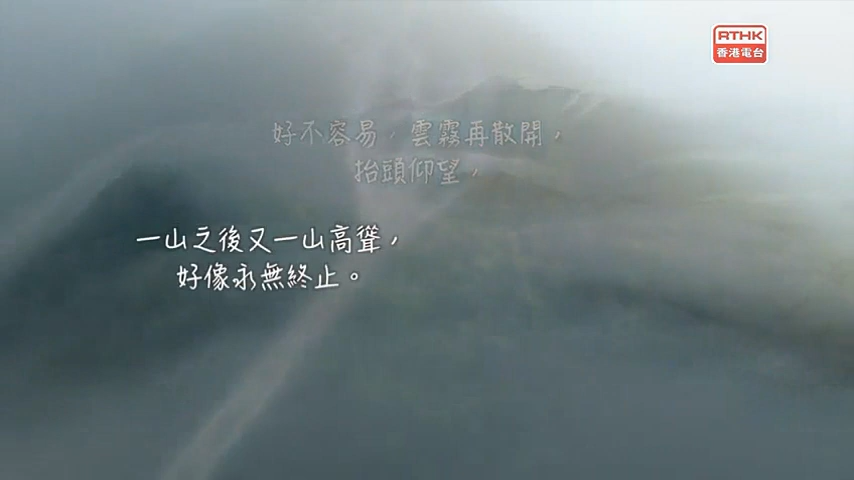 RTHK
香港電台
好不容易，雲霧再散開，
抬頭仰望，
一山之後又一山高聳，
好像永無終止。